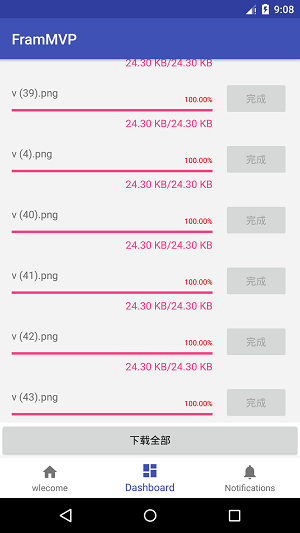 9:08
FramMVP
24.30 KB/24.30 KB
v (39).png
100.00%
完成
24.30 KB/24.30 KB
v (4).png
100.00%
完成
24.30 KB/24.30 KB
v (40).png
100.00%
完成
24.30 KB/24.30 KB
v (41).png
100.00%
完成
24.30 KB/24.30 KB
v (42).png
100.00%
完成
24.30 KB/24.30 KB
v (43).png
100.00%
完成
下载全部
wlecome
Dashboard
Notifications